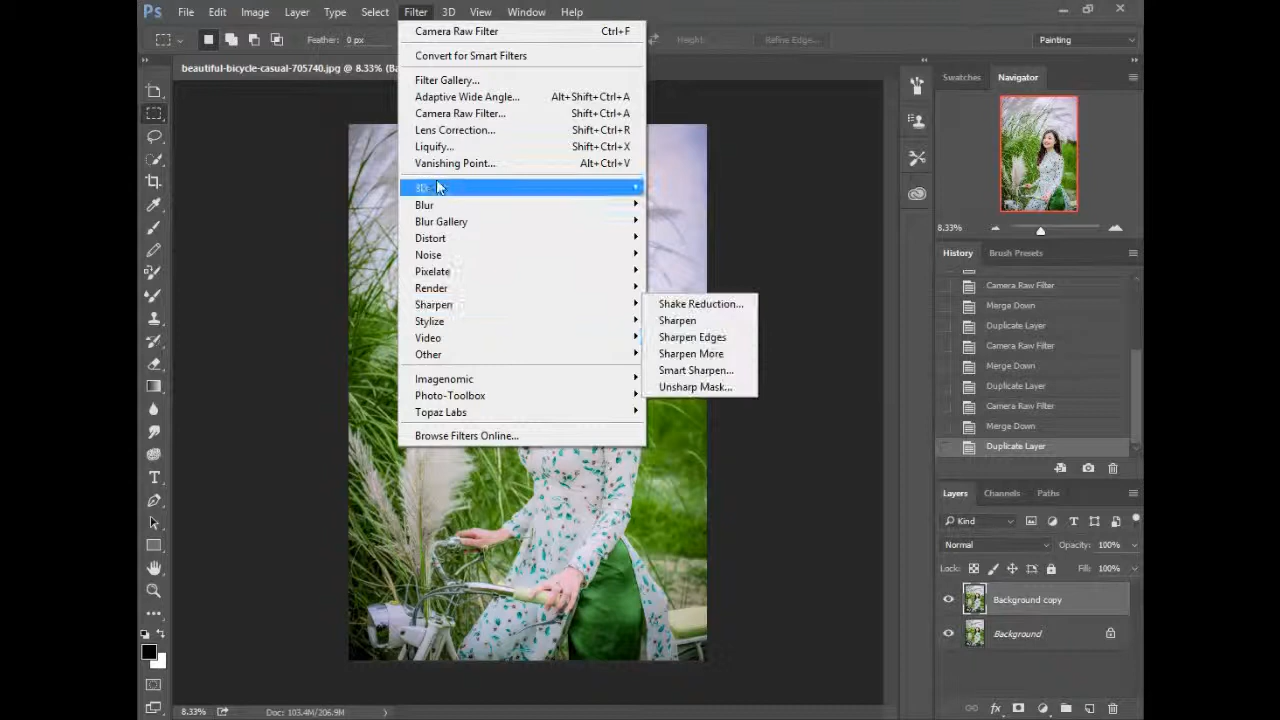 Ps File Edit Image Layer Type Select Filter 3D View Window Help
Feather: 0 px Height: Refine Edge... Painting
beautiful-bicycle-casual-705740.jpg @ 8.33% (Ba
Camera Raw Filter Ctrl+F
Convert for Smart Filters
Filter Gallery...
Adaptive Wide Angle... Alt+Shift+Ctrl+A
Camera Raw Filter... Shift+Ctrl+A
Lens Correction... Shift+Ctrl+R
Liquify... Shift+Ctrl+X
Vanishing Point... Alt+Ctrl+V
3D
Blur
Blur Gallery
Distort
Noise
Pixelate
Render
Sharpen
Stylize
Video
Other
Imagenomic
Photo-Toolbox
Topaz Labs
Browse Filters Online...
Shake Reduction...
Sharpen
Sharpen Edges
Sharpen More
Smart Sharpen...
Unsharp Mask...
Swatches Navigator
8.33%
History Brush Presets
Camera Raw Filter
Merge Down
Duplicate Layer
Camera Raw Filter
Merge Down
Duplicate Layer
Camera Raw Filter
Merge Down
Duplicate Layer
Layers Channels Paths
Kind
Normal Opacity: 100%
Lock: Fill: 100%
Background copy
Background
8.33% Doc: 103.4M/206.9M